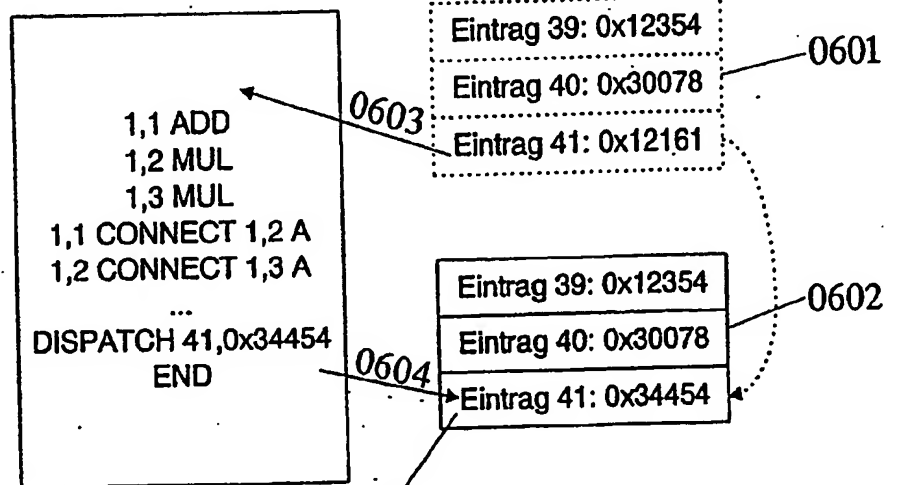 1,1 ADD
1,2 MUL
1,3 MUL
1,1 CONNECT 1,2 A
1,2 CONNECT 1,3 A
...
DISPATCH 41,0x34454
END
0603
0604
Eintrag 39: 0x12354
Eintrag 40: 0x30078
Eintrag 41: 0x12161
0601
Eintrag 39: 0x12354
Eintrag 40: 0x30078
Eintrag 41: 0x34454
0602